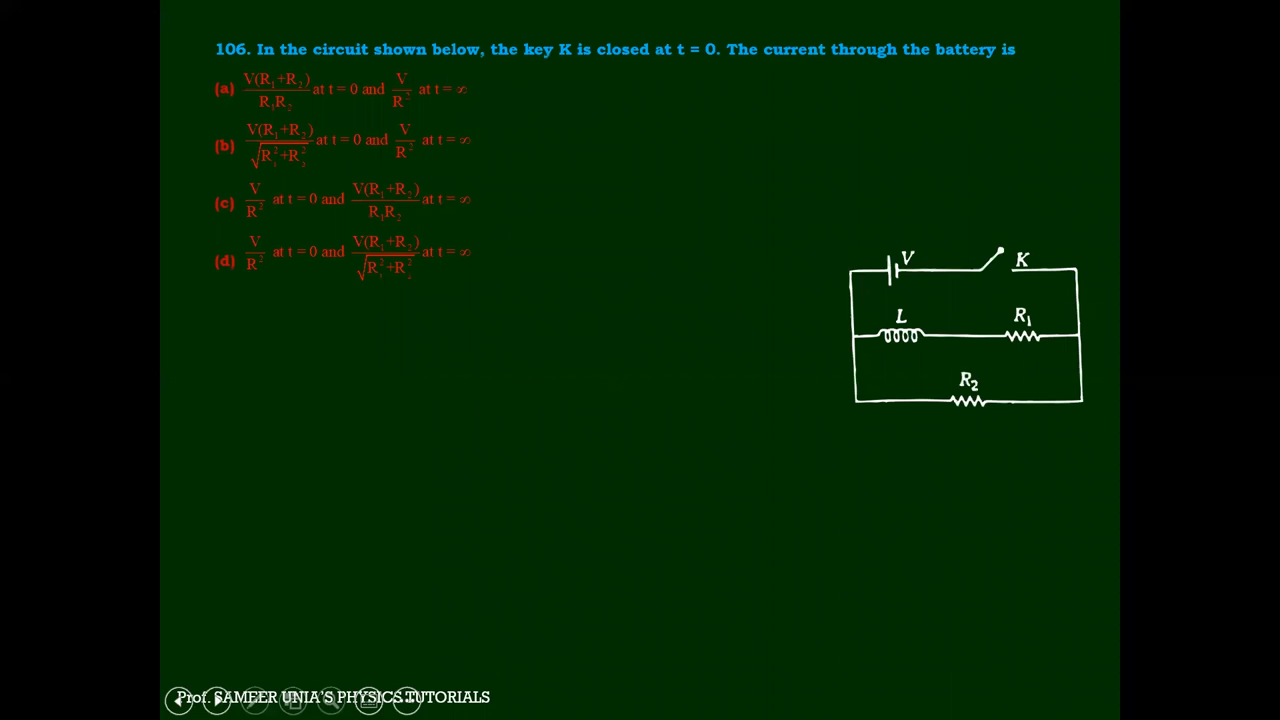 106. In the circuit shown below, the key K is closed at t = 0. The current through the battery is
(a) V(R₁+R₂)/R₁R₂ at t = 0 and V/R² at t = ∞
(b) V(R₁+R₂)/√R₁²+R₂² at t = 0 and V/R² at t = ∞
(c) V/R² at t = 0 and V(R₁+R₂)/R₁R₂ at t = ∞
(d) V/R² at t = 0 and V(R₁+R₂)/√R₁²+R₂² at t = ∞
V K
L R₁
R₂
Prof. SAMEER UNIA'S PHYSICS TUTORIALS